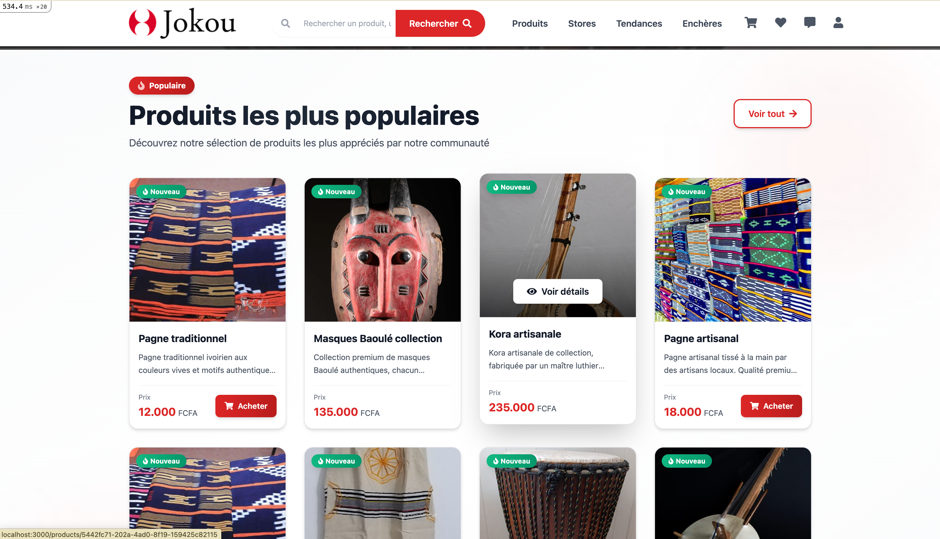 534.4 ms ×20
Jokou
Rechercher un produit, u
Rechercher
Produits
Stores
Tendances
Enchères
Populaire
Produits les plus populaires
Découvrez notre sélection de produits les plus appréciés par notre communauté
Voir tout →
Nouveau
Nouveau
Nouveau
Nouveau
Voir détails
Pagne traditionnel
Pagne traditionnel ivoirien aux
couleurs vives et motifs authentique...
Prix
12.000 FCFA
Acheter
Masques Baoulé collection
Collection premium de masques
Baoulé authentiques, chacun...
Prix
135.000 FCFA
Kora artisanale
Kora artisanale de collection,
fabriquée par un maître luthier...
Prix
235.000 FCFA
Pagne artisanal
Pagne artisanal tissé à la main par
des artisans locaux. Qualité premiu...
Prix
18.000 FCFA
Acheter
Nouveau
Nouveau
Nouveau
Nouveau
localhost:3000/products/5442fc71-202a-4ad0-8f19-159425c82115